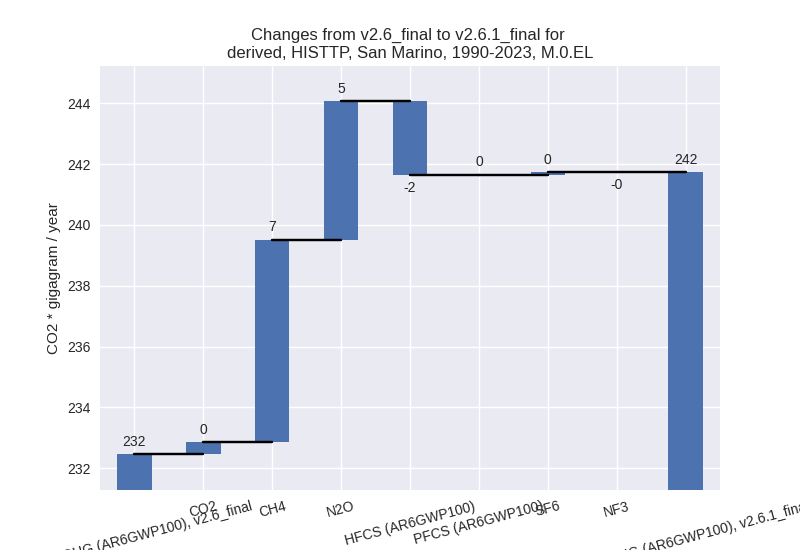 Changes from v2.6_final to v2.6.1_final for
derived, HISTTP, San Marino, 1990-2023, M.0.EL
CO2 * gigagram / year
244
242
240
238
236
234
232
232
0
7
5
-2
0
0
-0
242
(AR6GWP100), v2.6_final
CO2
CH4
N2O
HFCS (AR6GWP100)
PFCS (AR6GWP100)
SF6
NF3
(AR6GWP100), v2.6.1_final